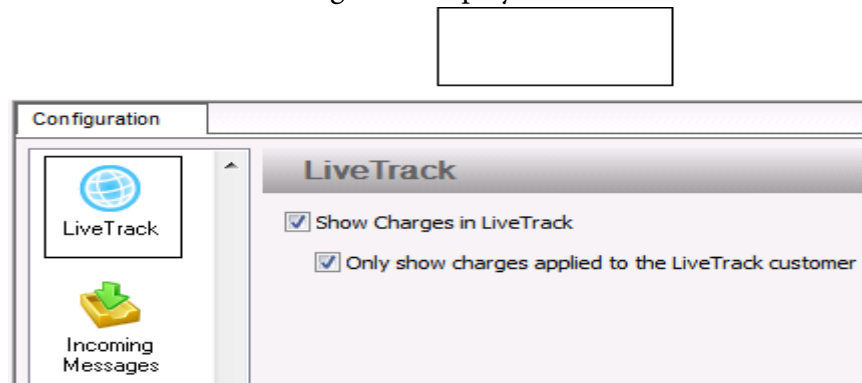 Configuration
LiveTrack
LiveTrack
Show Charges in LiveTrack
Only show charges applied to the LiveTrack customer
Incoming
Messages